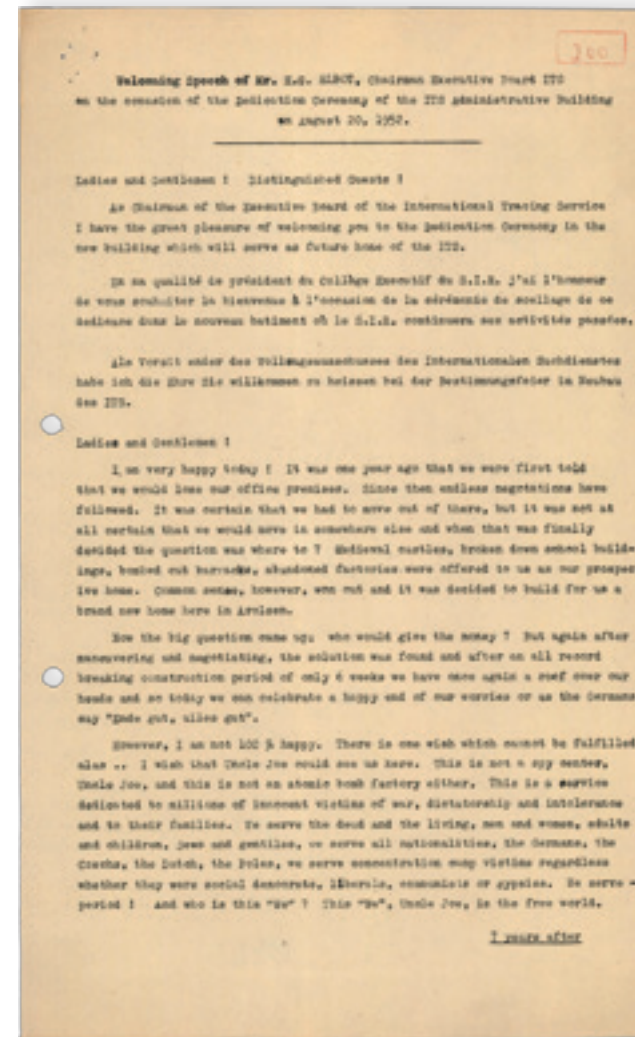 300
Welcoming Speech of Mr. Chairman Executive Board ITS
on the occasion of the Dedication Ceremony of the ITS Administrative Building
on August 20, 1952.
Ladies and Gentlemen ! Distinguished Guests !
As Chairman of the Executive Board of the International Tracing Service
I have the great pleasure of welcoming you to the Dedication Ceremony in the
new building which will serve as future home of the ITS.
En ma qualité de président du Collège Executif du S.I.R. j'ai l'honneur
de vous souhaiter la bienvenue à l'occasion de la cérémonie de scellage de ce
dans le nouveau batiment où le S.I.R. continuera ses activités passées.
Als des Vollzugsausschusses des Internationalen Suchdienstes
habe ich die Ehre Sie willkommen zu heissen bei der im Neubau
des ITS.
Ladies and Gentlemen !
I am very happy today ! It was one year ago that we were first told
that we would lose our office premises. Since then endless have
followed. It was certain that we had to move out of there, but it was not at
all certain that we would move in somewhere else and when that was finally
decided the question was where to ? Medieval castles, broken down school build-
ings, bombed out barracks, abandoned factories were offered to us as our prospect
ive home. Common sense, however, won out and it was decided to build for us a
brand new home here in Arolsen.
Now the big question came up: who would give the money ? But again after
maneuvering and negotiating, the solution was found and after an all record
breaking construction period of only 6 weeks we have once again a roof over our
heads and so today we can celebrate a happy end of our worries or as the Germans
say "Ende gut, alles gut".
However, I am not 100 % happy. There is one wish which cannot be fulfilled
alas .. I wish that Uncle Joe could see us here. This is not a spy center,
Uncle Joe, and this is not an atomic bomb factory either. This is a service
dedicated to millions of innocent victims of war, dictatorship and intolerance
and to their families. We serve the dead and the living, men and women, adults
and children, jews and gentiles, we serve all nationalities, the Germans, the
Czechs, the Dutch, the Poles, we serve concentration camp victims regardless
whether they were social democrats, liberals, communists or gypsies. We serve -
period ! And who is this "We" ? This "We", Uncle Joe, is the free world.
7 years after